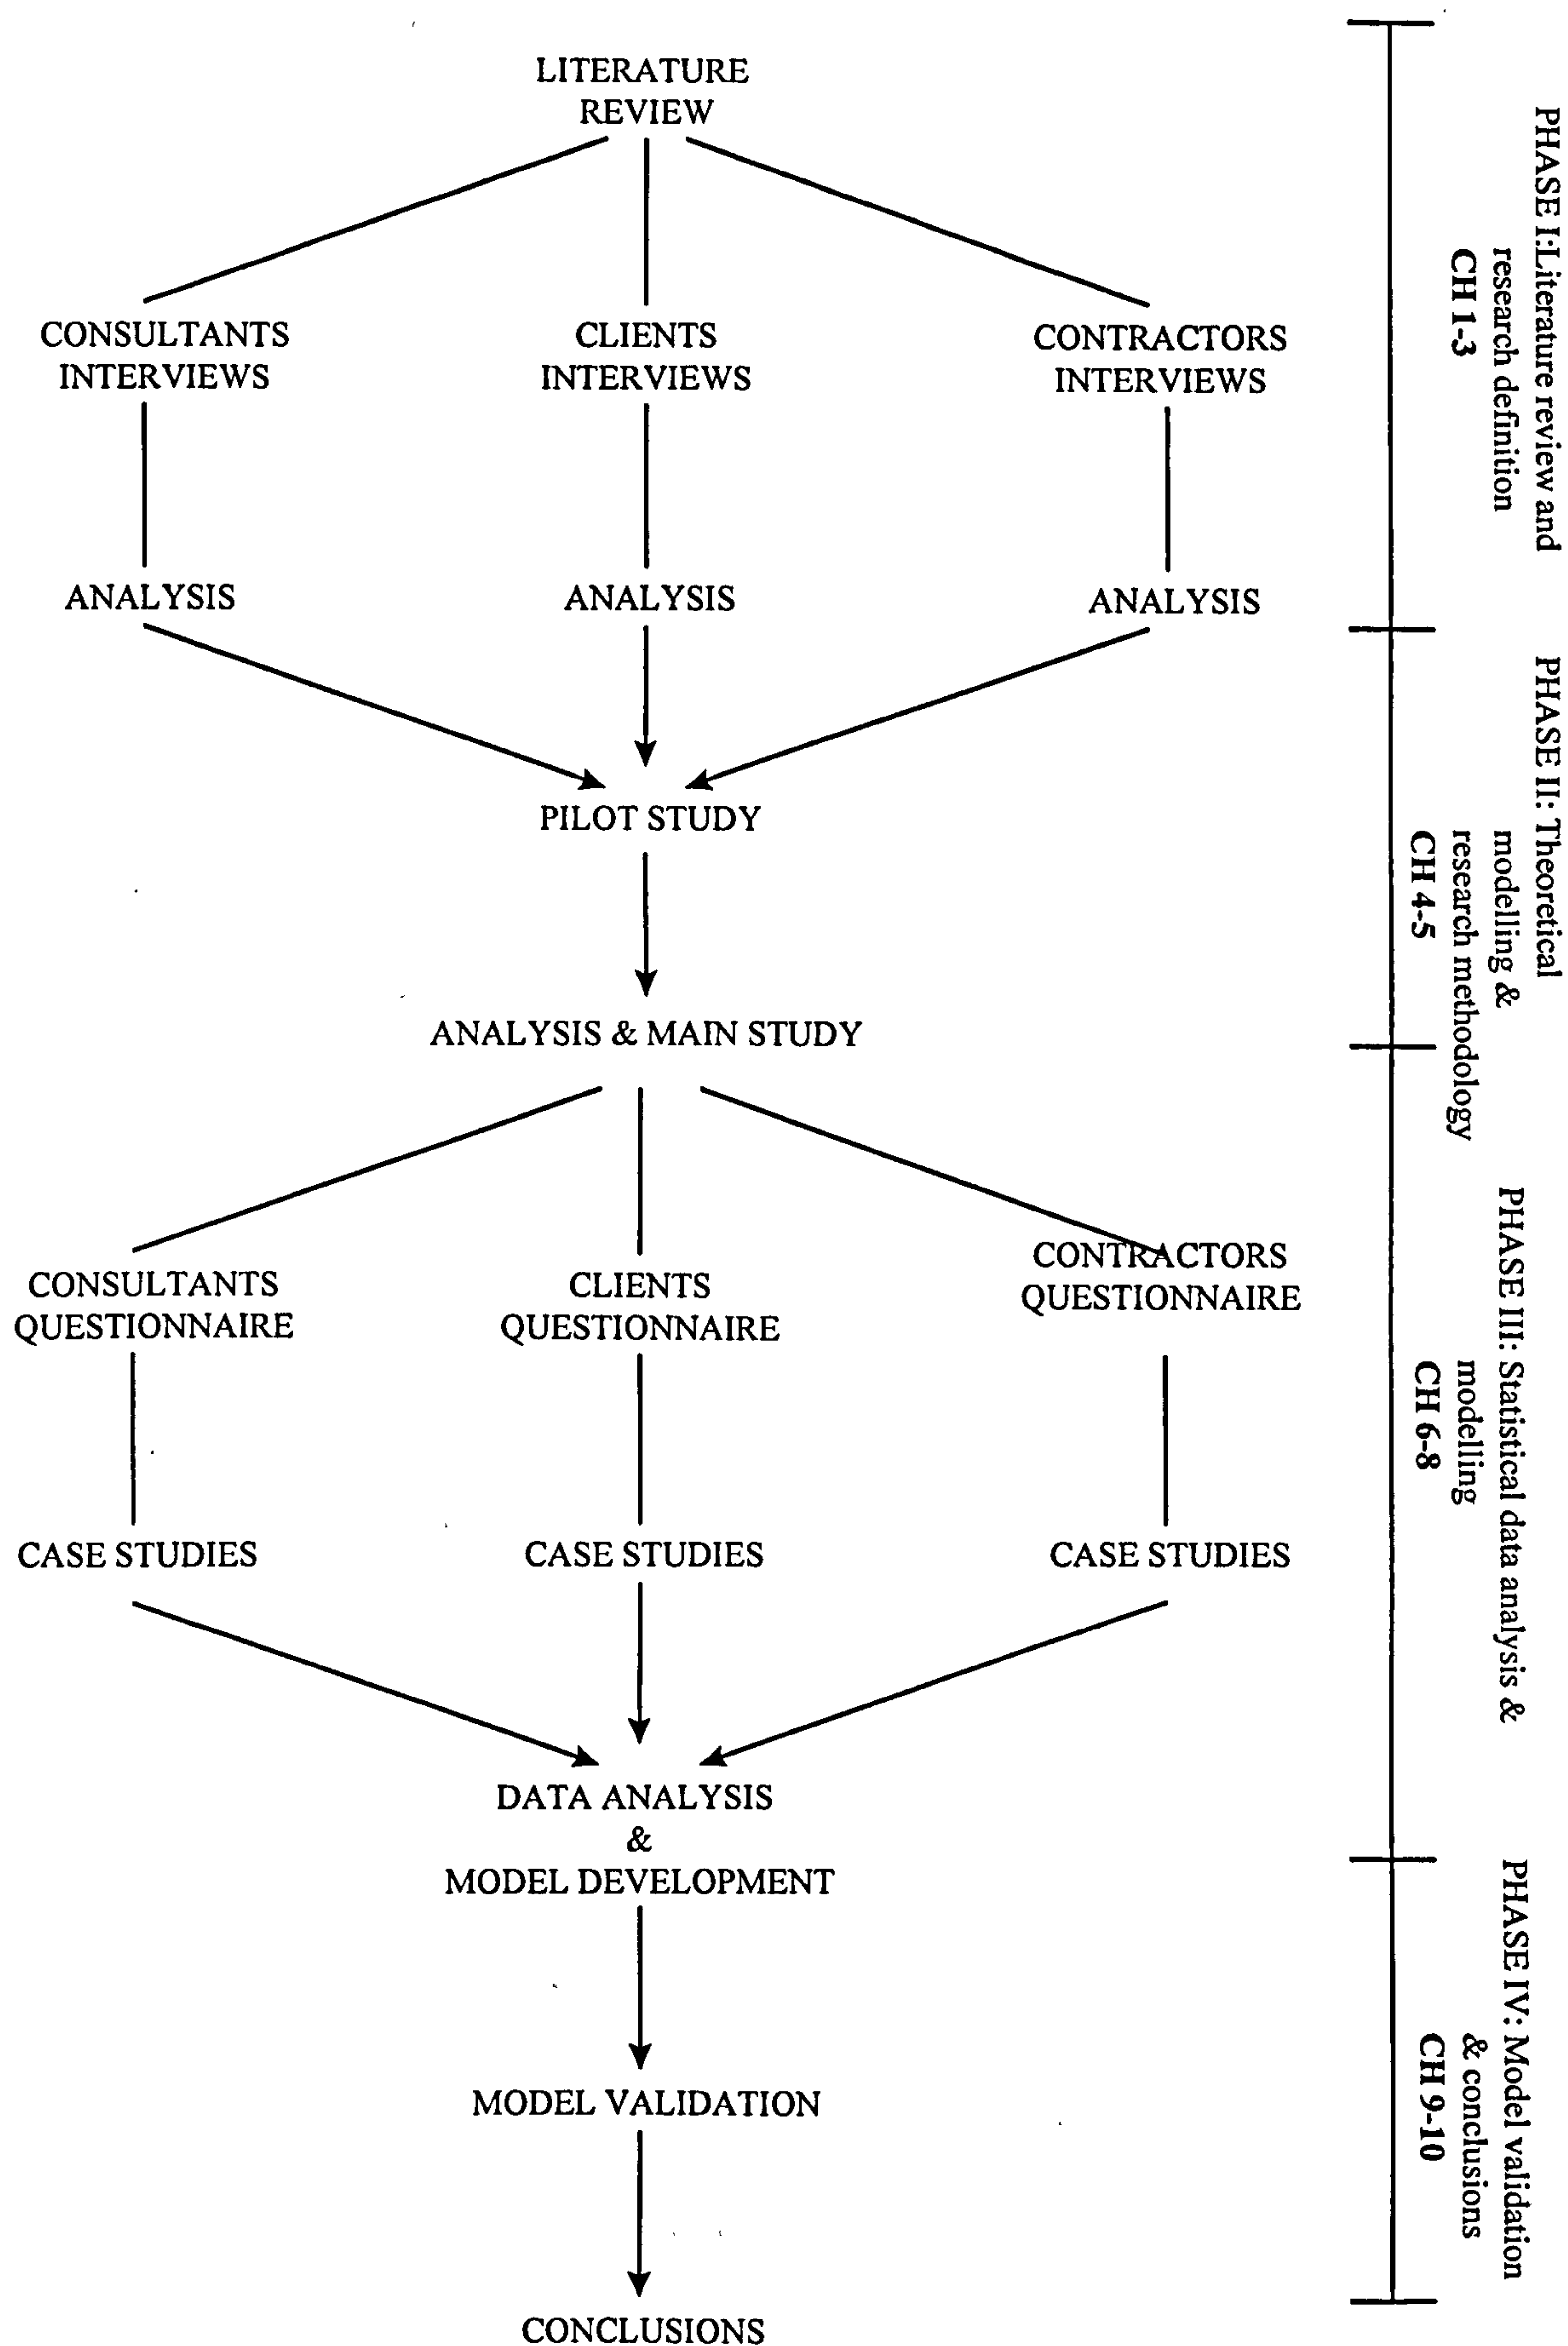 LITERATURE
REVIEW
CONSULTANTS
INTERVIEWS
CLIENTS
INTERVIEWS
CONTRACTORS
INTERVIEWS
ANALYSIS
ANALYSIS
ANALYSIS
PILOT STUDY
ANALYSIS & MAIN STUDY
CONSULTANTS
QUESTIONNAIRE
CLIENTS
QUESTIONNAIRE
CONTRACTORS
QUESTIONNAIRE
CASE STUDIES
CASE STUDIES
CASE STUDIES
DATA ANALYSIS
&
MODEL DEVELOPMENT
MODEL VALIDATION
CONCLUSIONS
PHASE I:Literature review and
research definition
CH 1-3
PHASE II: Theoretical
modelling &
research methodology
CH 4-5
PHASE III: Statistical data analysis &
modelling
CH 6-8
PHASE IV: Model validation
& conclusions
CH 9-10